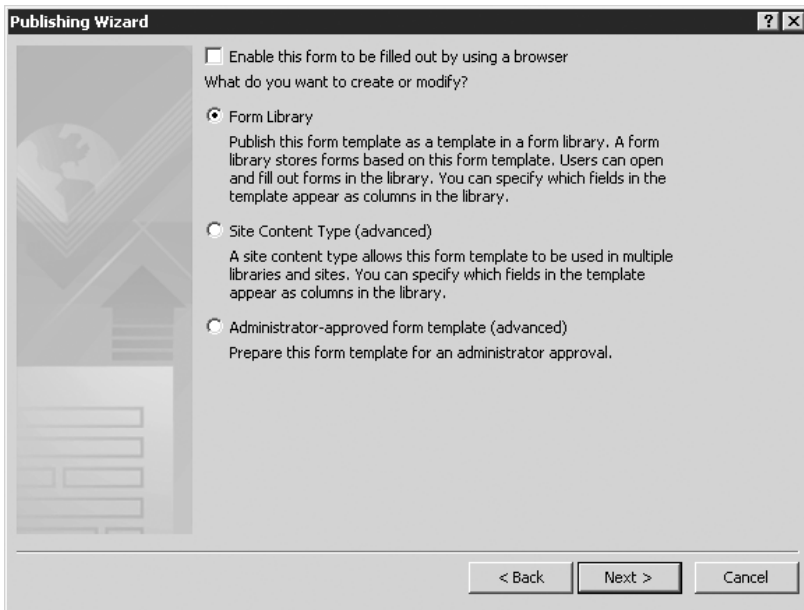 Publishing Wizard
Enable this form to be filled out by using a browser
What do you want to create or modify?
Form Library
Publish this form template as a template in a form library. A form
library stores forms based on this form template. Users can open
and fill out forms in the library. You can specify which fields in the
template appear as columns in the library.
Site Content Type (advanced)
A site content type allows this form template to be used in multiple
libraries and sites. You can specify which fields in the template
appear as columns in the library.
Administrator-approved form template (advanced)
Prepare this form template for an administrator approval.
< Back Next > Cancel